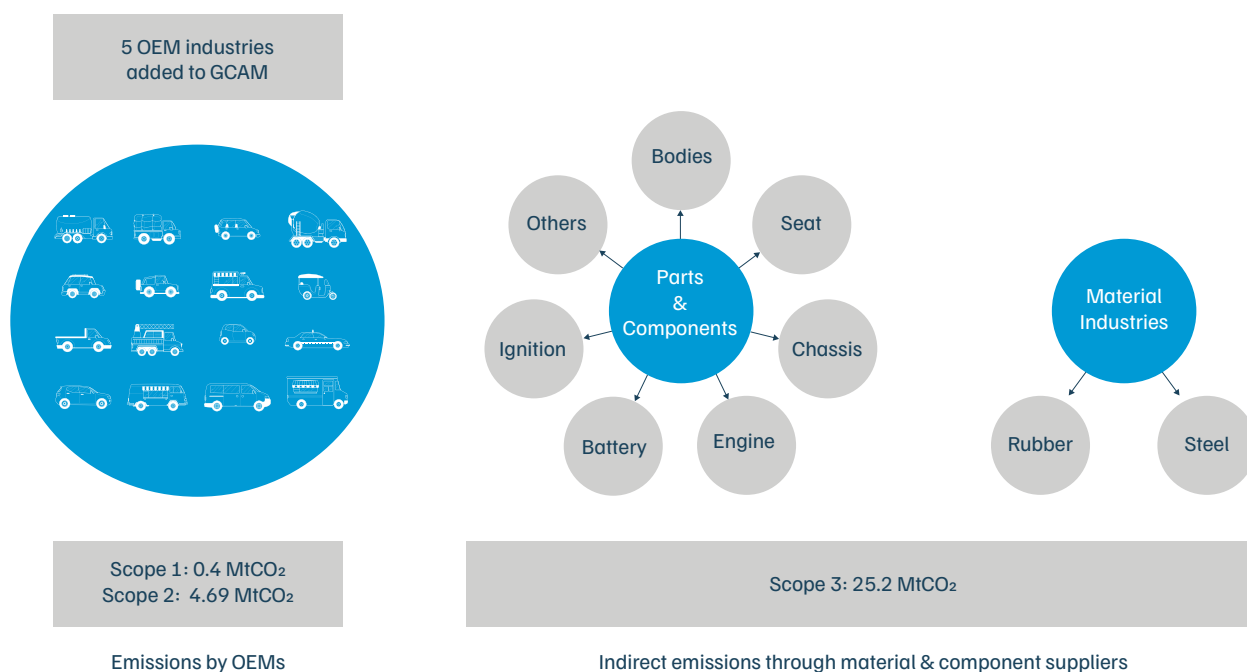 5 OEM industries
added to GCAM
Bodies
Others
Seat
Parts
&
Components
Ignition
Chassis
Battery
Engine
Material
Industries
Rubber
Steel
Scope 1: 0.4 MtCO₂
Scope 2: 4.69 MtCO₂
Scope 3: 25.2 MtCO₂
Emissions by OEMs
Indirect emissions through material & component suppliers